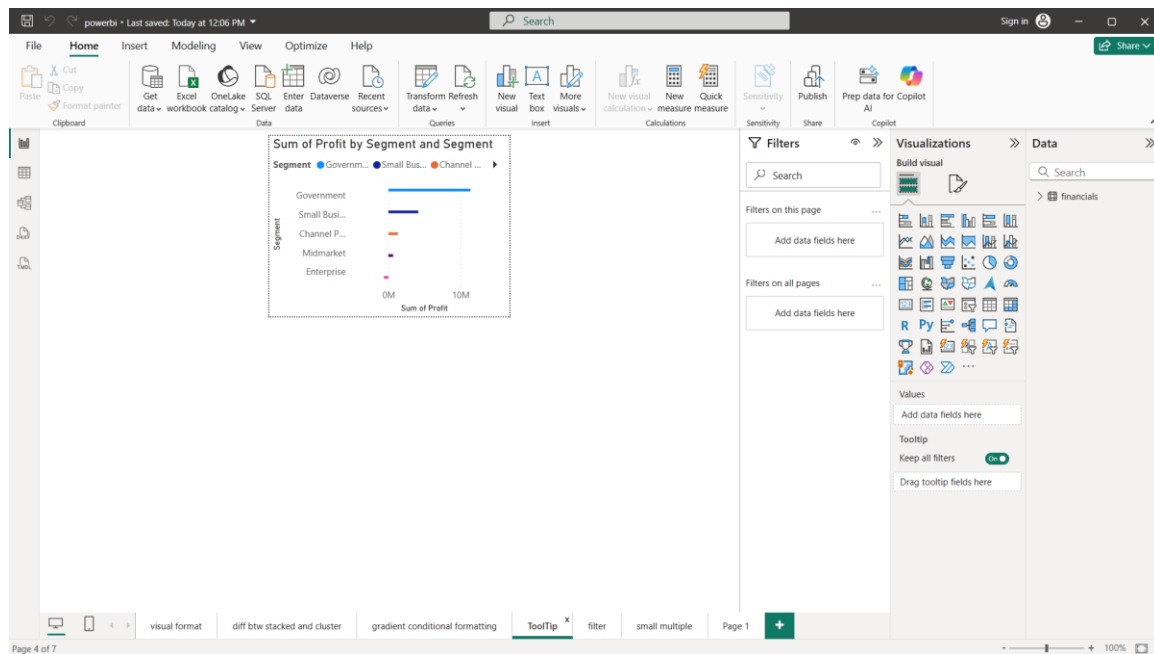 powerbi • Last saved: Today at 12:06 PM
Search
Sign in
File Home Insert Modeling View Optimize Help
Share
Paste
Cut
Copy
Format painter
Clipboard
Get data
Excel workbook
OneLake catalog
SQL Server
Enter data
Dataverse
Recent sources
Data
Transform data
Refresh
Queries
New visual
Text box
More visuals
Insert
New visual calculation
New measure
Quick measure
Calculations
Sensitivity
Sensitivity
Publish
Share
Prep data for AI
Copilot
Copilot
Sum of Profit by Segment and Segment
Segment Governm... Small Bus... Channel ...
Segment
Government
Small Busi...
Channel P...
Midmarket
Enterprise
0M 10M
Sum of Profit
Filters
Search
Filters on this page ...
Add data fields here
Filters on all pages ...
Add data fields here
Visualizations
Build visual
R Py
...
Values
Add data fields here
Tooltip
Keep all filters On
Drag tooltip fields here
Data
Search
financials
visual format diff btw stacked and cluster gradient conditional formatting ToolTip x filter small multiple Page 1 +
Page 4 of 7
- + 100%